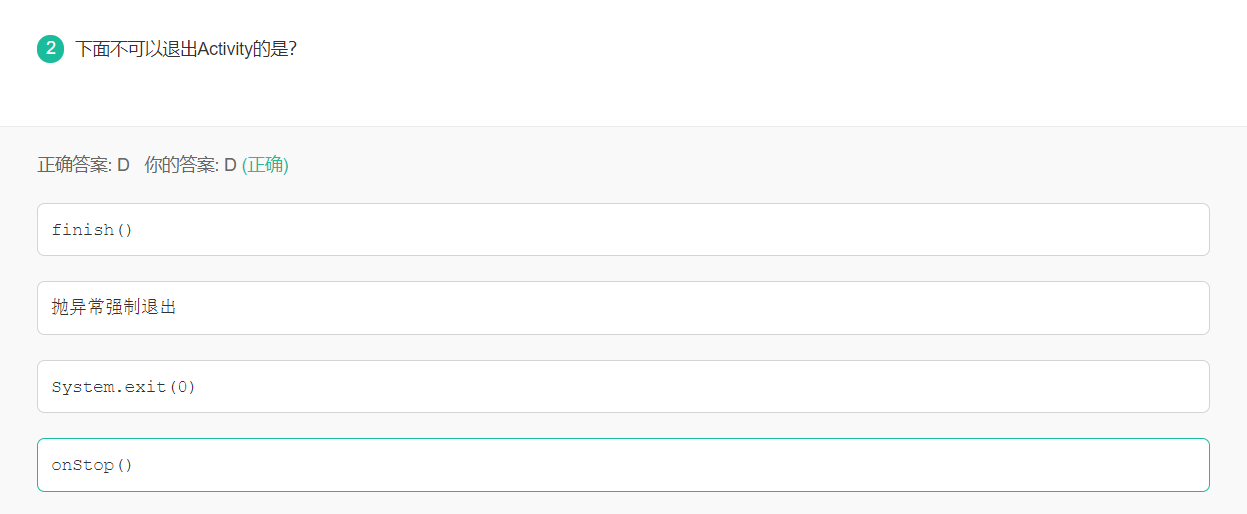 2 下面不可以退出Activity的是?
正确答案: D 你的答案: D (正确)
finish()
抛异常强制退出
System.exit(0)
onStop()